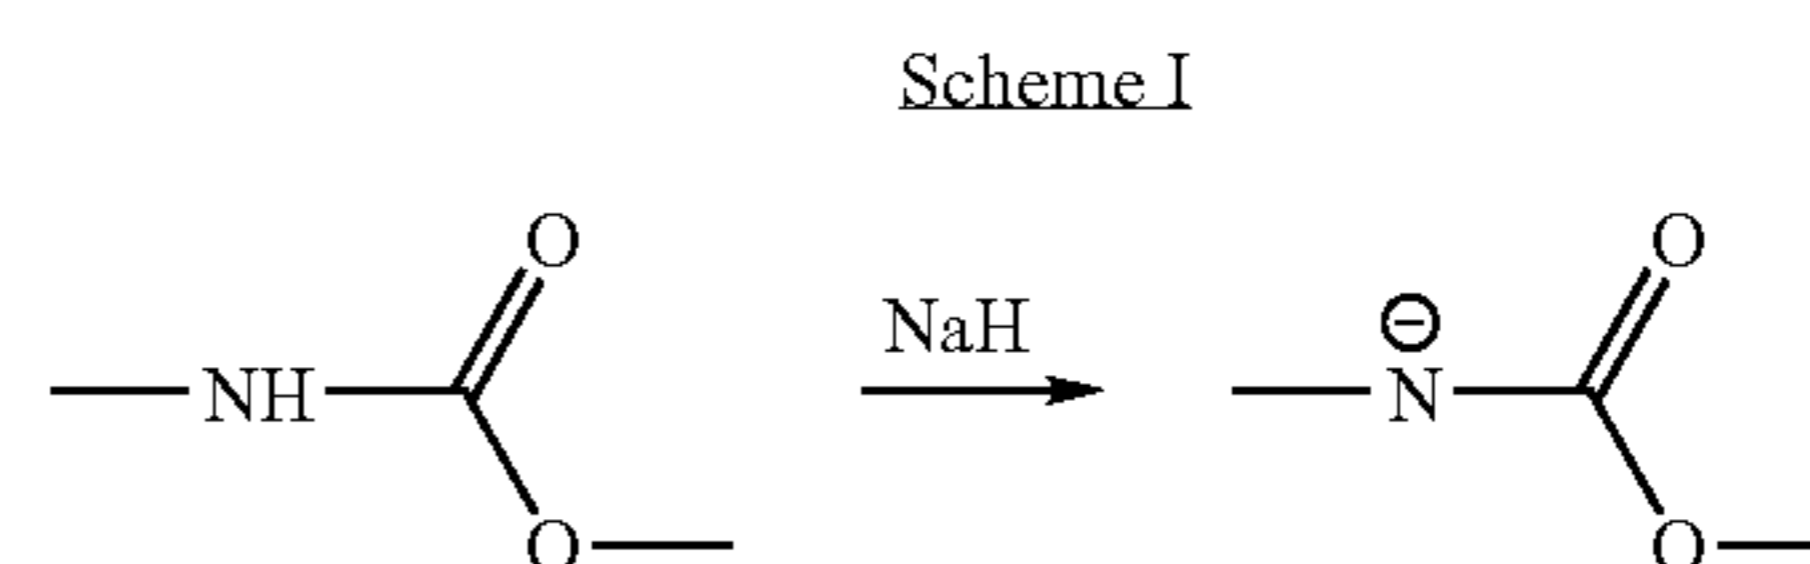 Scheme I
O O
NaH ⊖
NH N
O O